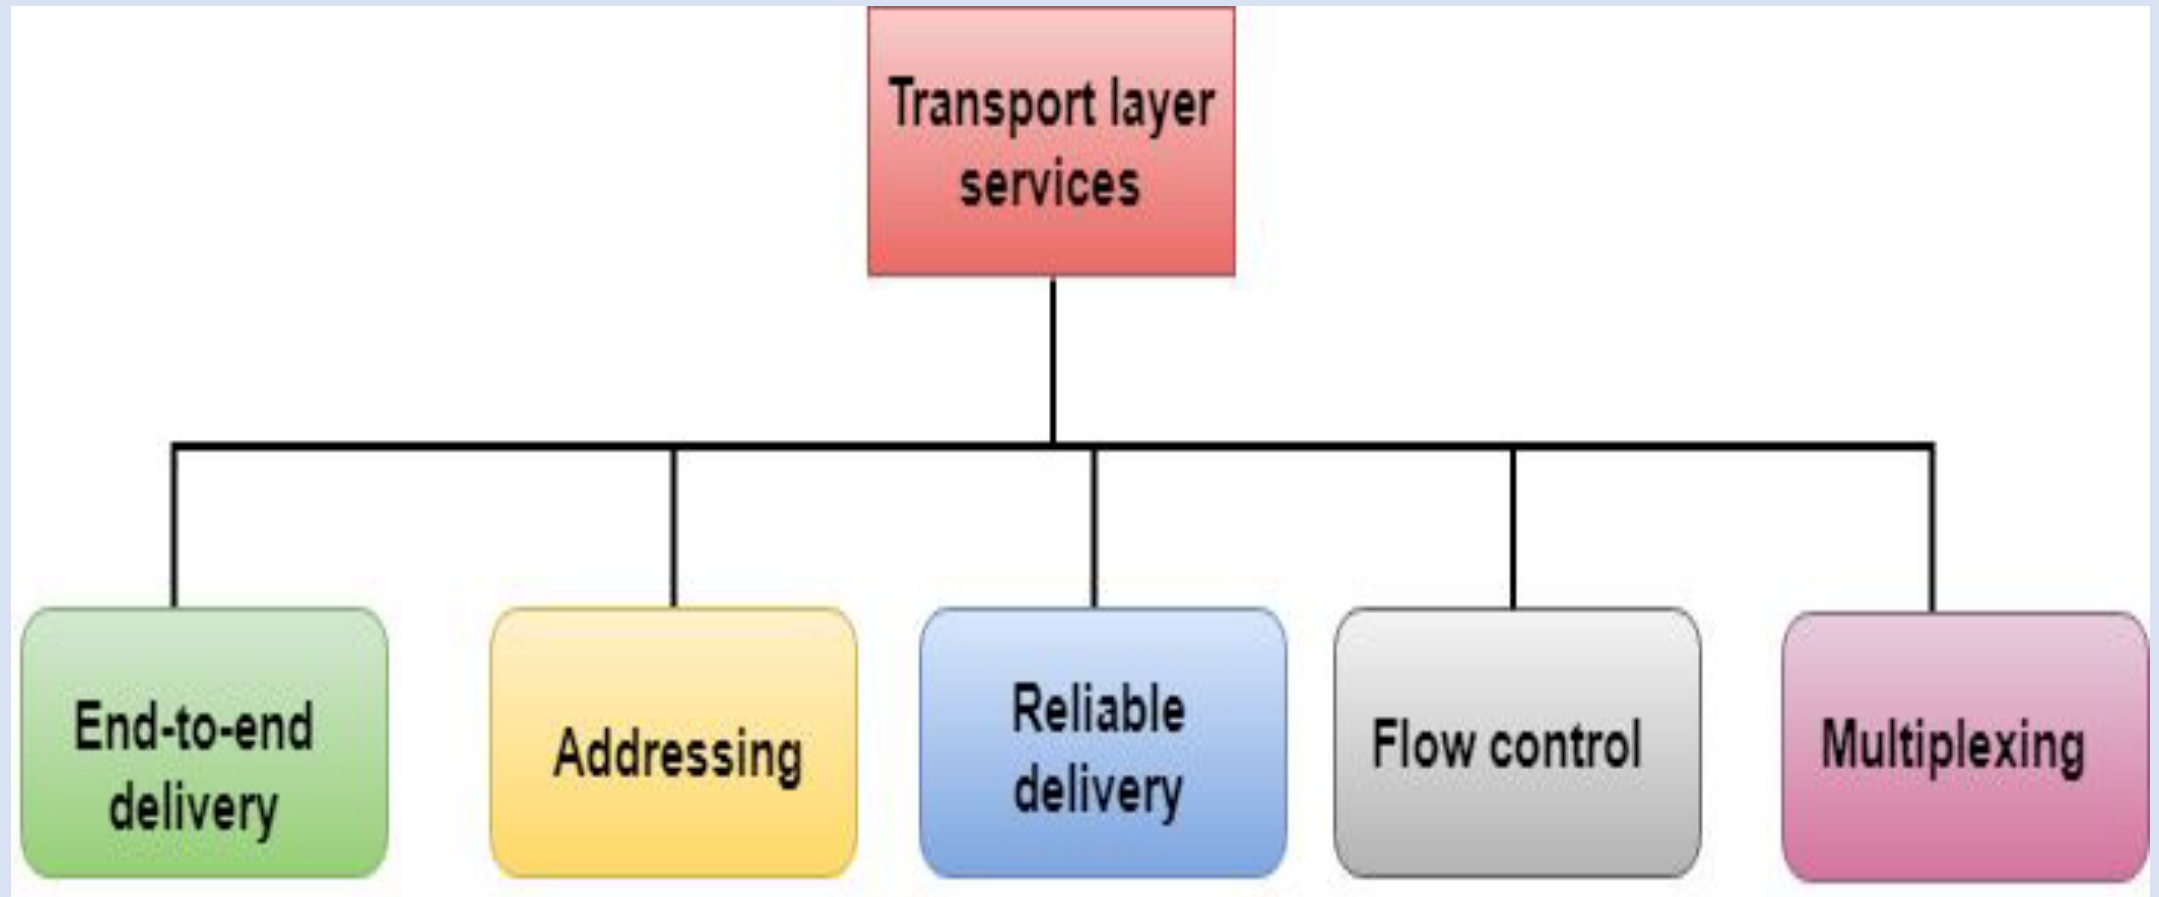 Transport layer
services
End-to-end
delivery
Addressing
Reliable
delivery
Flow control
Multiplexing